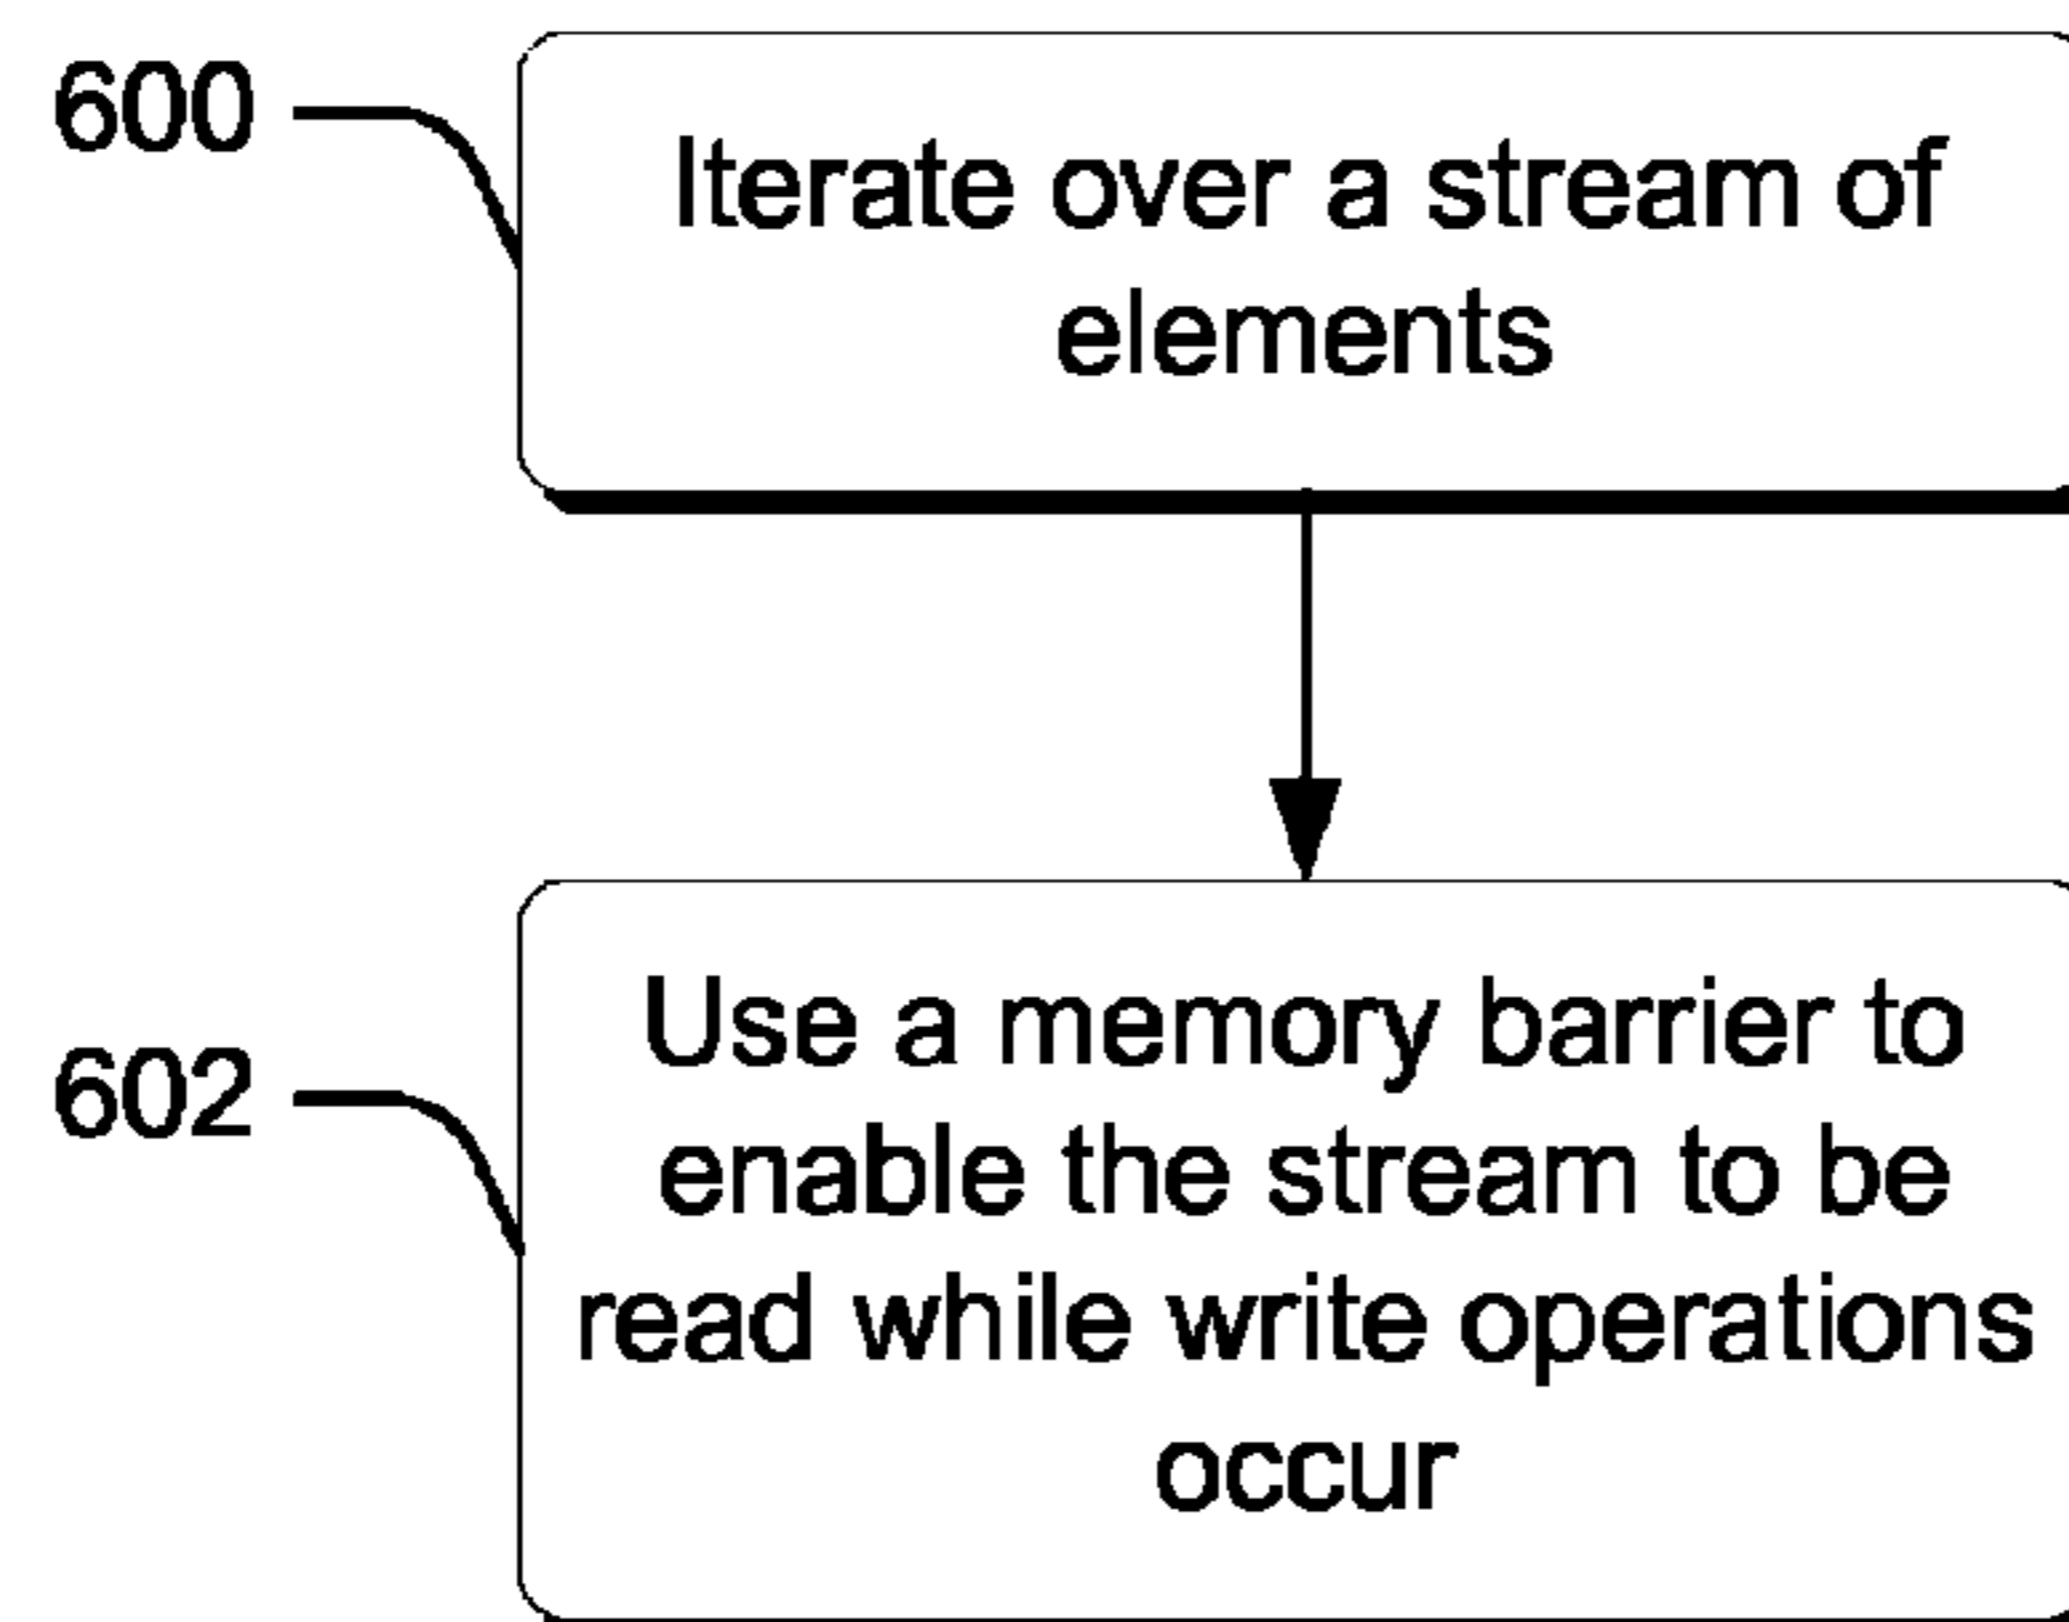 600
Iterate over a stream of
elements
602
Use a memory barrier to
enable the stream to be
read while write operations
occur